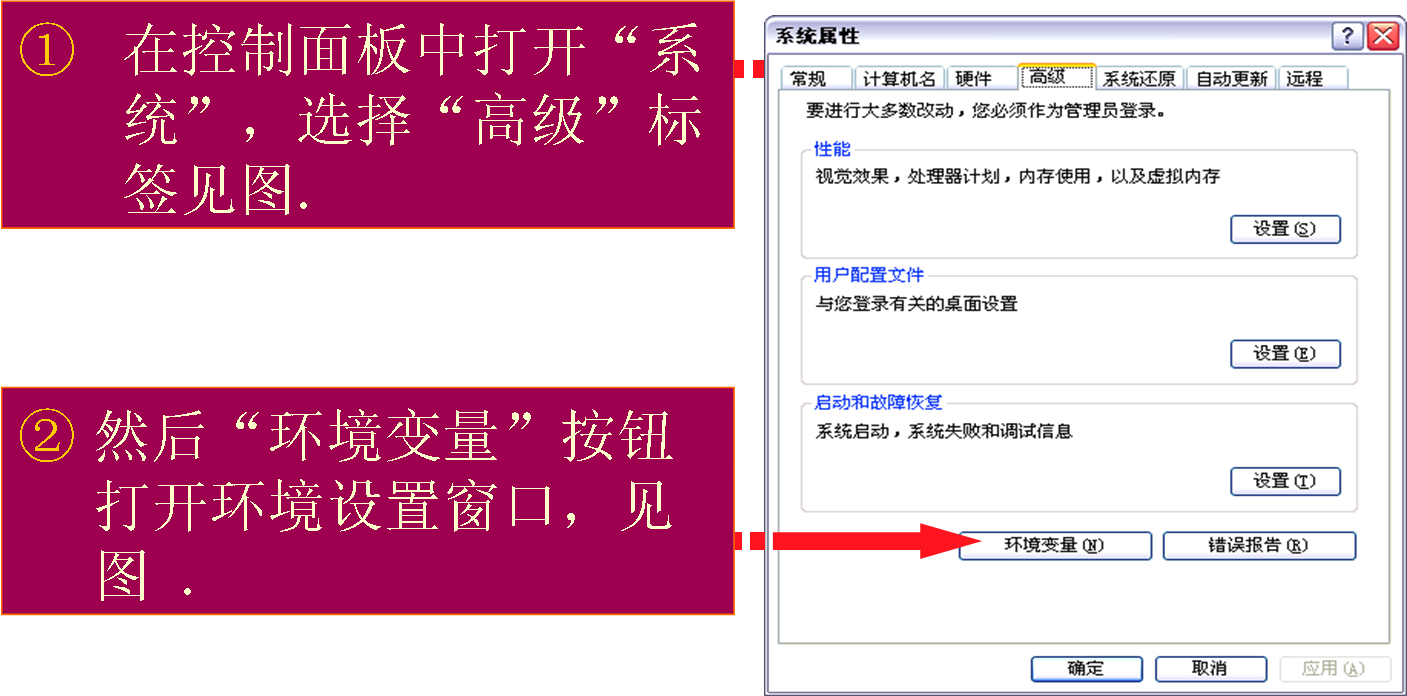 ① 在控制面板中打开“系
统”，选择“高级”标
签见图.
② 然后“环境变量”按钮
打开环境设置窗口，见
图 .
系统属性
常规 计算机名 硬件 高级 系统还原 自动更新 远程
要进行大多数改动，您必须作为管理员登录。
性能
视觉效果，处理器计划，内存使用，以及虚拟内存
设置(S)
用户配置文件
与您登录有关的桌面设置
设置(E)
启动和故障恢复
系统启动，系统失败和调试信息
设置(T)
环境变量(N) 错误报告(R)
确定 取消 应用(A)